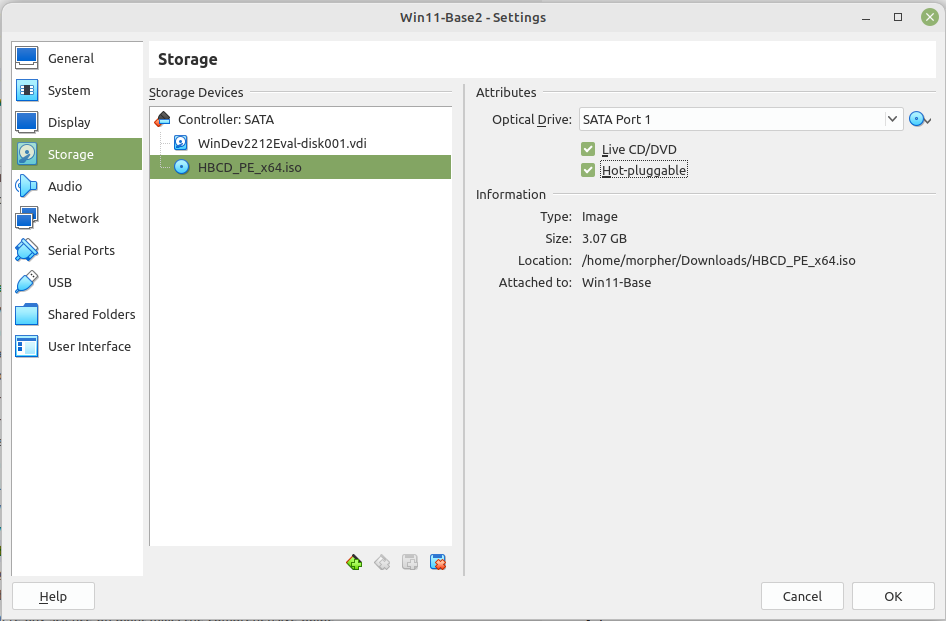 Win11-Base2 - Settings
General
System
Display
Storage
Audio
Network
Serial Ports
USB
Shared Folders
User Interface
Storage
Storage Devices
Controller: SATA
WinDev2212Eval-disk001.vdi
HBCD_PE_x64.iso
Attributes
Optical Drive: SATA Port 1
Live CD/DVD
Hot-pluggable
Information
Type: Image
Size: 3.07 GB
Location: /home/morpher/Downloads/HBCD_PE_x64.iso
Attached to: Win11-Base
Help
Cancel
OK